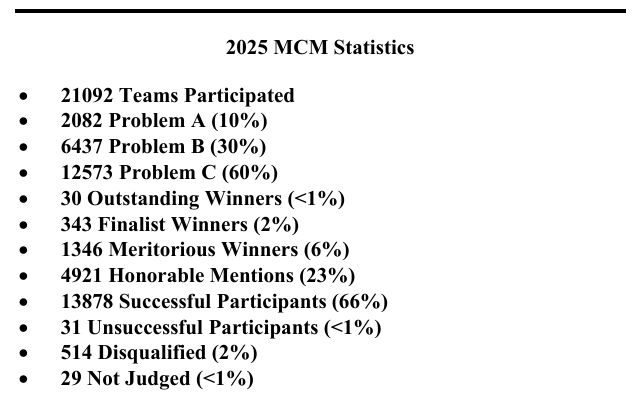 2025 MCM Statistics
• 21092 Teams Participated
• 2082 Problem A (10%)
• 6437 Problem B (30%)
• 12573 Problem C (60%)
• 30 Outstanding Winners (<1%)
• 343 Finalist Winners (2%)
• 1346 Meritorious Winners (6%)
• 4921 Honorable Mentions (23%)
• 13878 Successful Participants (66%)
• 31 Unsuccessful Participants (<1%)
• 514 Disqualified (2%)
• 29 Not Judged (<1%)